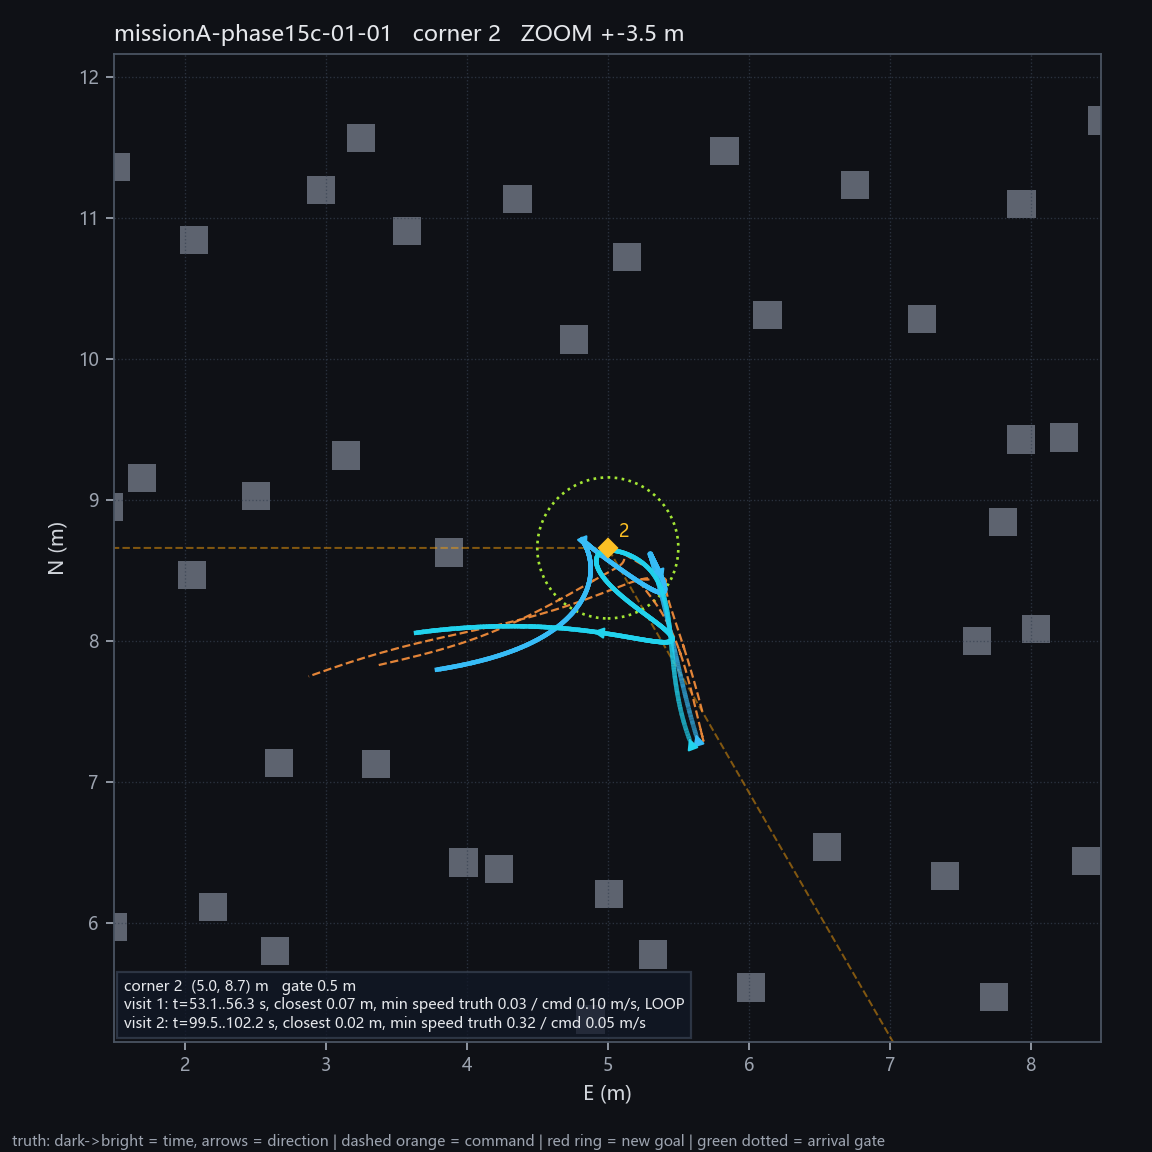 missionA-phase15c-01-01   corner 2   ZOOM +-3.5 m
12
11
10
9
8
7
6
N (m)
2
corner 2  (5.0, 8.7) m   gate 0.5 m
visit 1: t=53.1..56.3 s, closest 0.07 m, min speed truth 0.03 / cmd 0.10 m/s, LOOP
visit 2: t=99.5..102.2 s, closest 0.02 m, min speed truth 0.32 / cmd 0.05 m/s
2 3 4 5 6 7 8
E (m)
truth: dark->bright = time, arrows = direction | dashed orange = command | red ring = new goal | green dotted = arrival gate